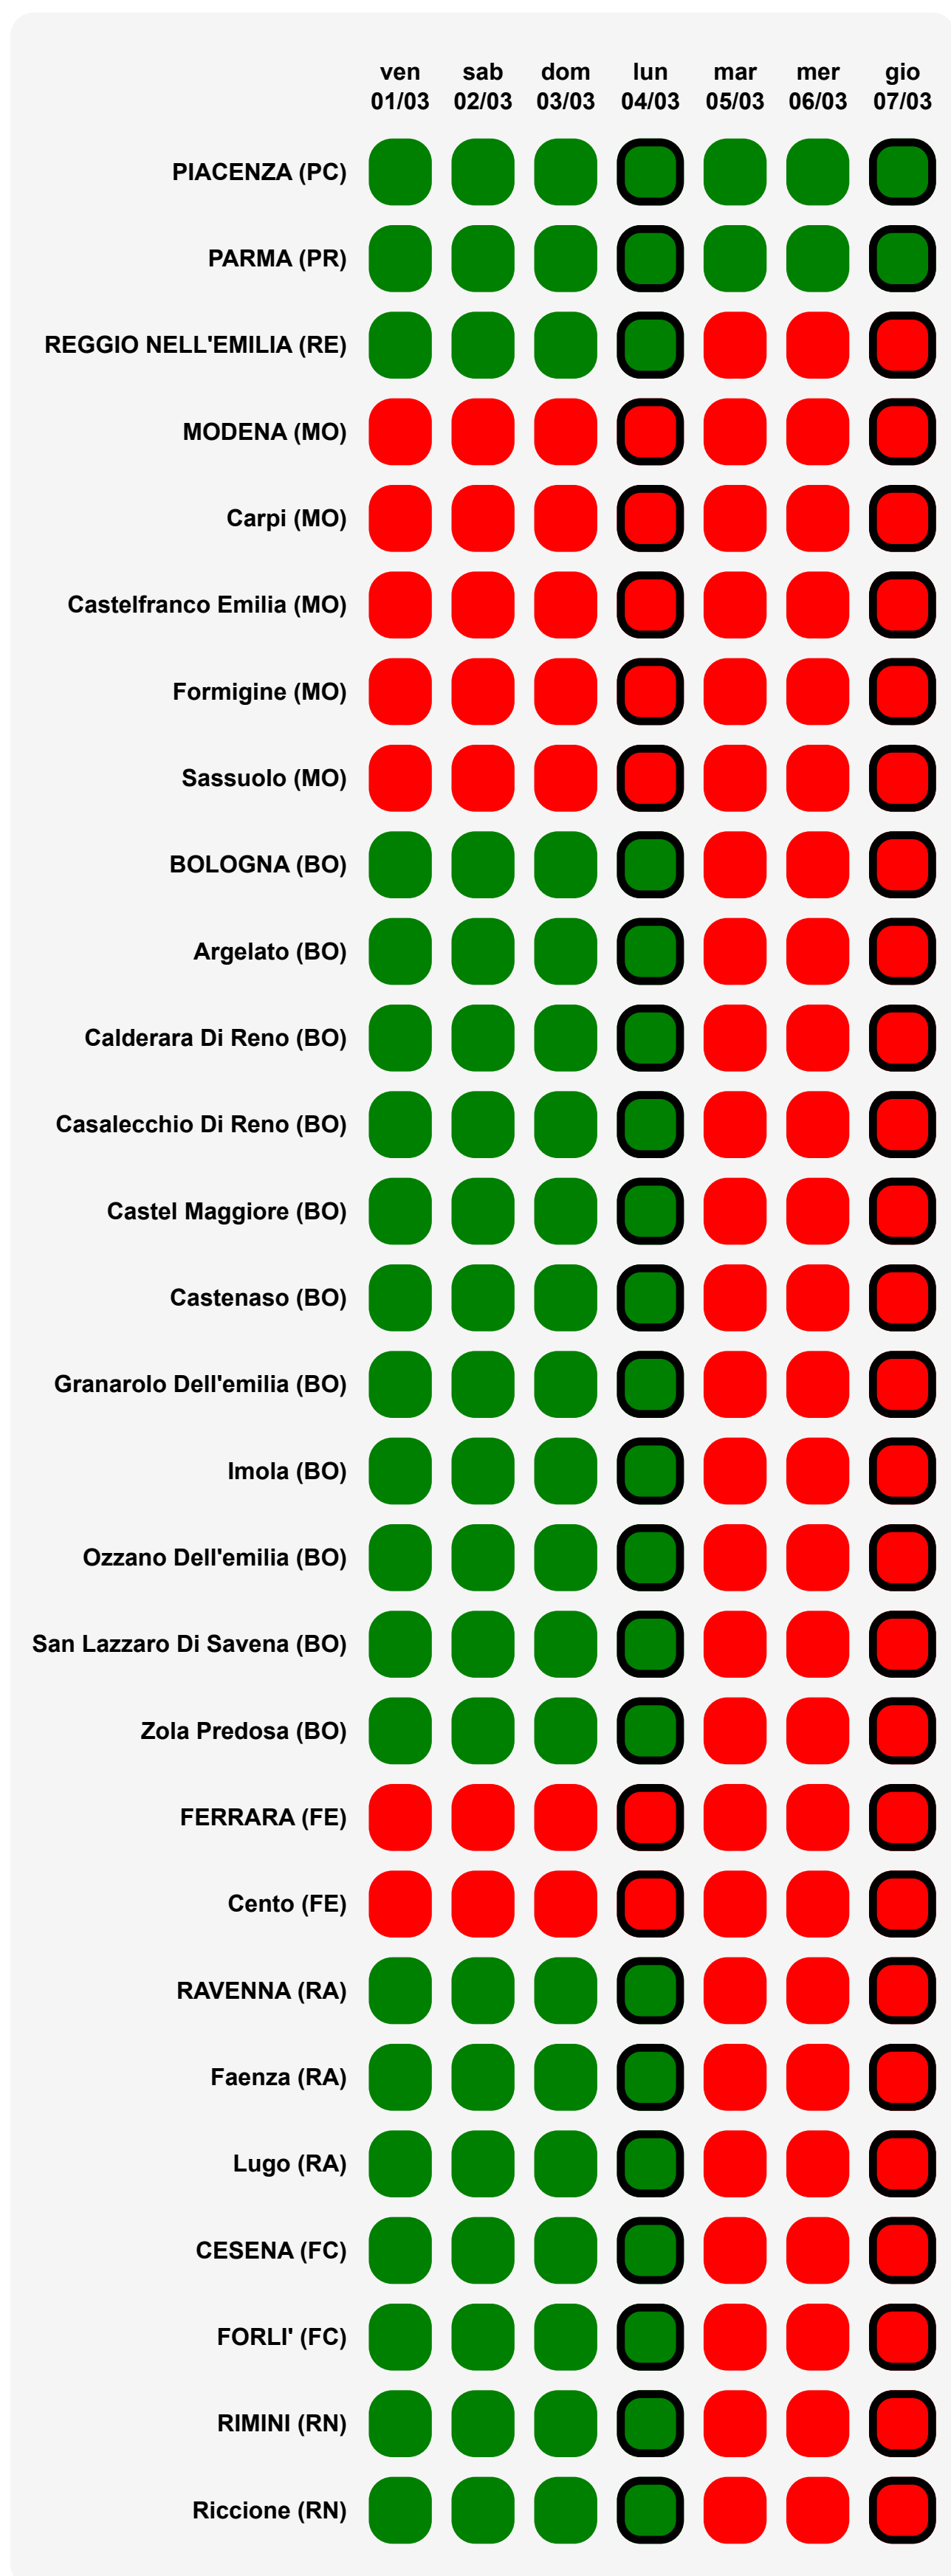 ven sab dom lun mar mer gio
01/03 02/03 03/03 04/03 05/03 06/03 07/03
PIACENZA (PC)
PARMA (PR)
REGGIO NELL'EMILIA (RE)
MODENA (MO)
Carpi (MO)
Castelfranco Emilia (MO)
Formigine (MO)
Sassuolo (MO)
BOLOGNA (BO)
Argelato (BO)
Calderara Di Reno (BO)
Casalecchio Di Reno (BO)
Castel Maggiore (BO)
Castenaso (BO)
Granarolo Dell'emilia (BO)
Imola (BO)
Ozzano Dell'emilia (BO)
San Lazzaro Di Savena (BO)
Zola Predosa (BO)
FERRARA (FE)
Cento (FE)
RAVENNA (RA)
Faenza (RA)
Lugo (RA)
CESENA (FC)
FORLI' (FC)
RIMINI (RN)
Riccione (RN)